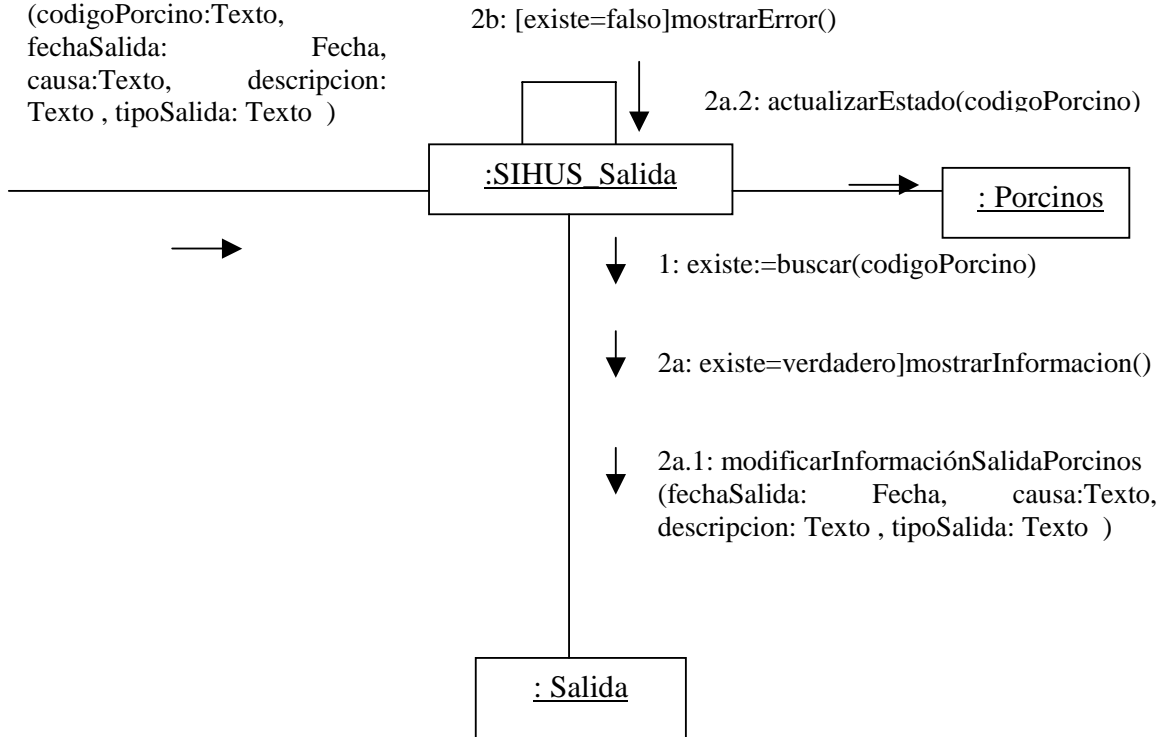 (codigoPorcino:Texto,
fechaSalida: Fecha,
causa:Texto, descripcion:
Texto , tipoSalida: Texto )
2b: [existe=falso]mostrarError()
2a.2: actualizarEstado(codigoPorcino)
:SIHUS_Salida
: Porcinos
1: existe:=buscar(codigoPorcino)
2a: existe=verdadero]mostrarInformacion()
2a.1: modificarInformaciónSalidaPorcinos
(fechaSalida: Fecha, causa:Texto,
descripcion: Texto , tipoSalida: Texto )
: Salida